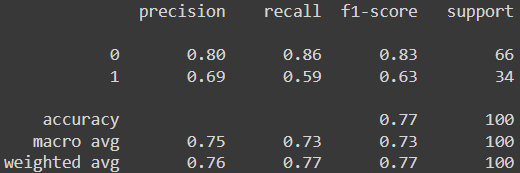 precision recall f1-score support
0 0.80 0.86 0.83 66
1 0.69 0.59 0.63 34
accuracy 0.77 100
macro avg 0.75 0.73 0.73 100
weighted avg 0.76 0.77 0.77 100